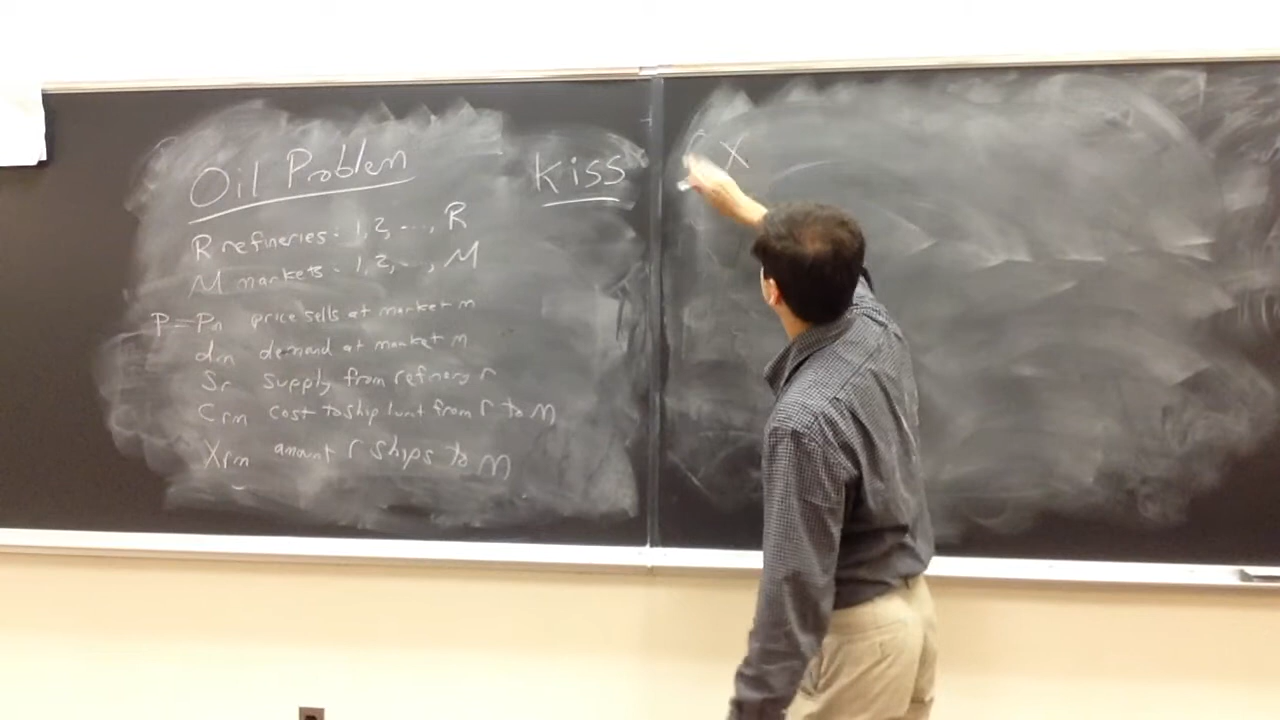 Oil Problem
Kiss
R refineries. 1, 2, ..., R
M markets. 1, 2, ..., M
P = Pm price sells at market m
dm demand at market m
Sr supply from refinery r
Crm cost to ship 1 unit from r to m
Xrm amount r ships to m
X